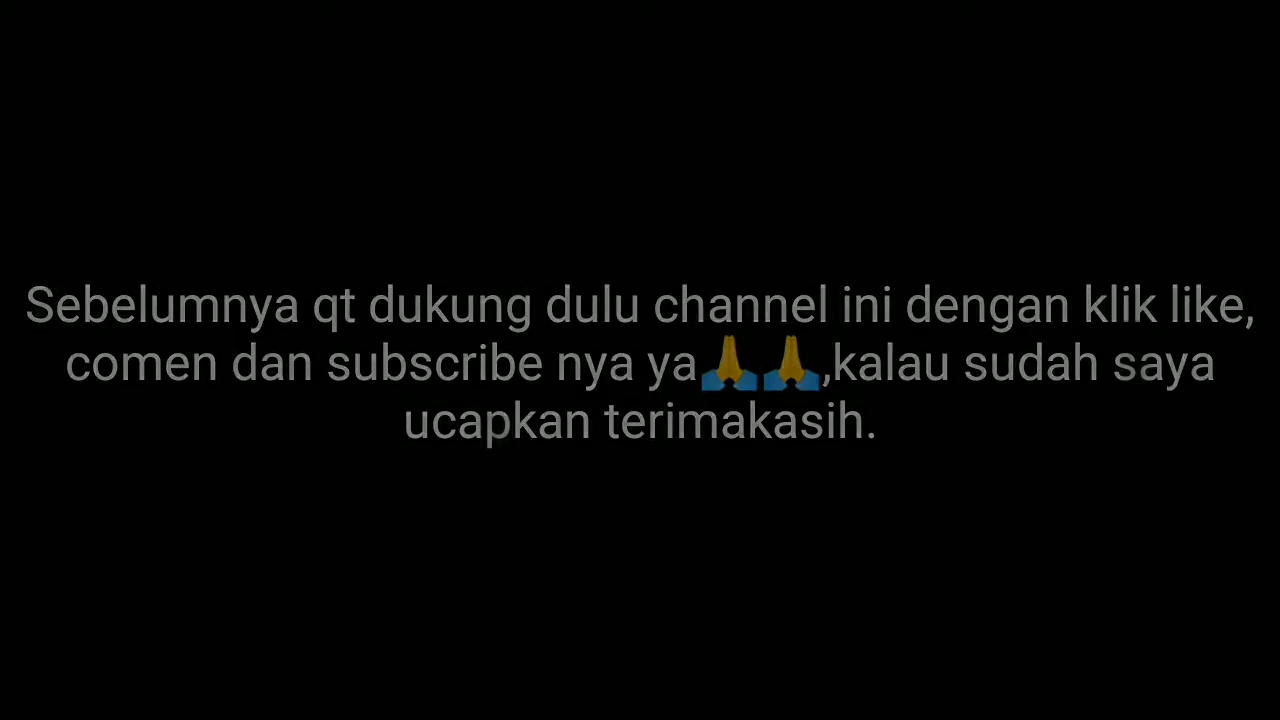 Sebelumnya qt dukung dulu channel ini dengan klik like,
comen dan subscribe nya ya🙏🙏,kalau sudah saya
ucapkan terimakasih.